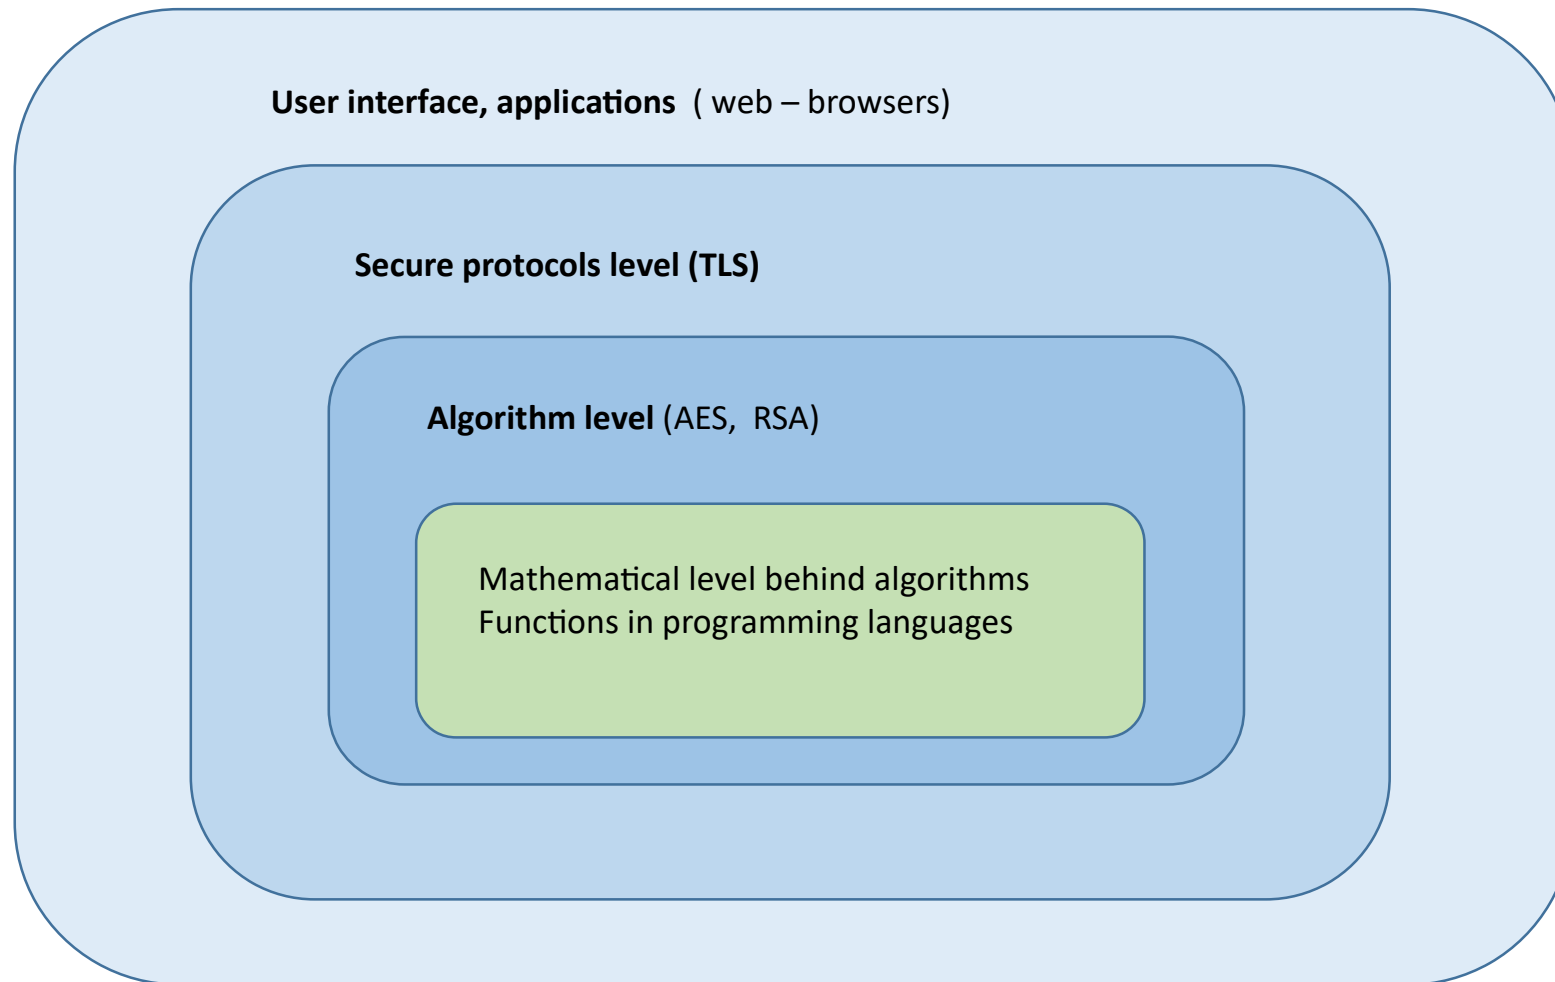 User interface, applications ( web – browsers)
Secure protocols level (TLS)
Algorithm level (AES, RSA)
Mathematical level behind algorithms
Functions in programming languages